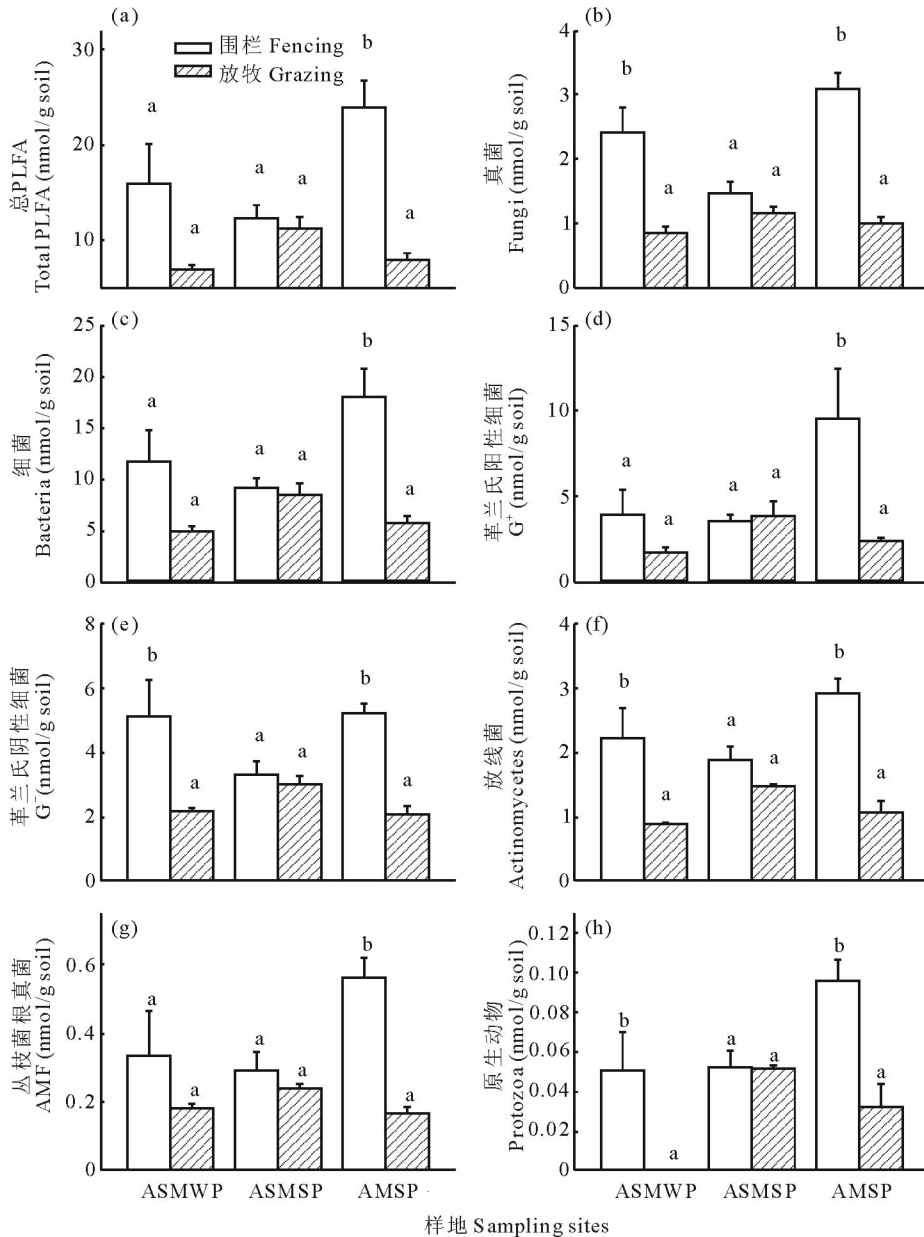 (a)
围栏 Fencing
放牧 Grazing
总PLFA
Total PLFA (nmol/g soil)
30
20
10
a
a
a
a
b
a
(b)
真菌
Fungi (nmol/g soil)
4
3
2
1
0
b
a
a
a
b
a
(c)
细菌
Bacteria (nmol/g soil)
25
20
15
10
5
0
a
a
a
a
b
a
(d)
革兰氏阳性细菌
G⁺ (nmol/g soil)
15
10
5
0
a
a
a
a
b
a
(e)
革兰氏阴性细菌
G⁻(nmol/g soil)
8
6
4
2
0
b
a
a
a
b
a
(f)
放线菌
Actinomycetes (nmol/g soil)
4
3
2
1
0
b
a
a
a
b
a
(g)
丛枝菌根真菌
AMF (nmol/g soil)
0.6
0.4
0.2
0
a
a
a
a
b
a
ASMWP ASMSP AMSP
(h)
原生动物
Protozoa (nmol/g soil)
0.12
0.10
0.08
0.06
0.04
0.02
0
b
a
a
a
b
a
ASMWP ASMSP AMSP
样地 Sampling sites